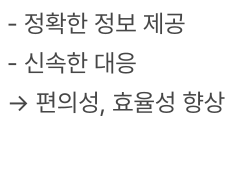 - 정확한 정보 제공
- 신속한 대응
→ 편의성, 효율성 향상